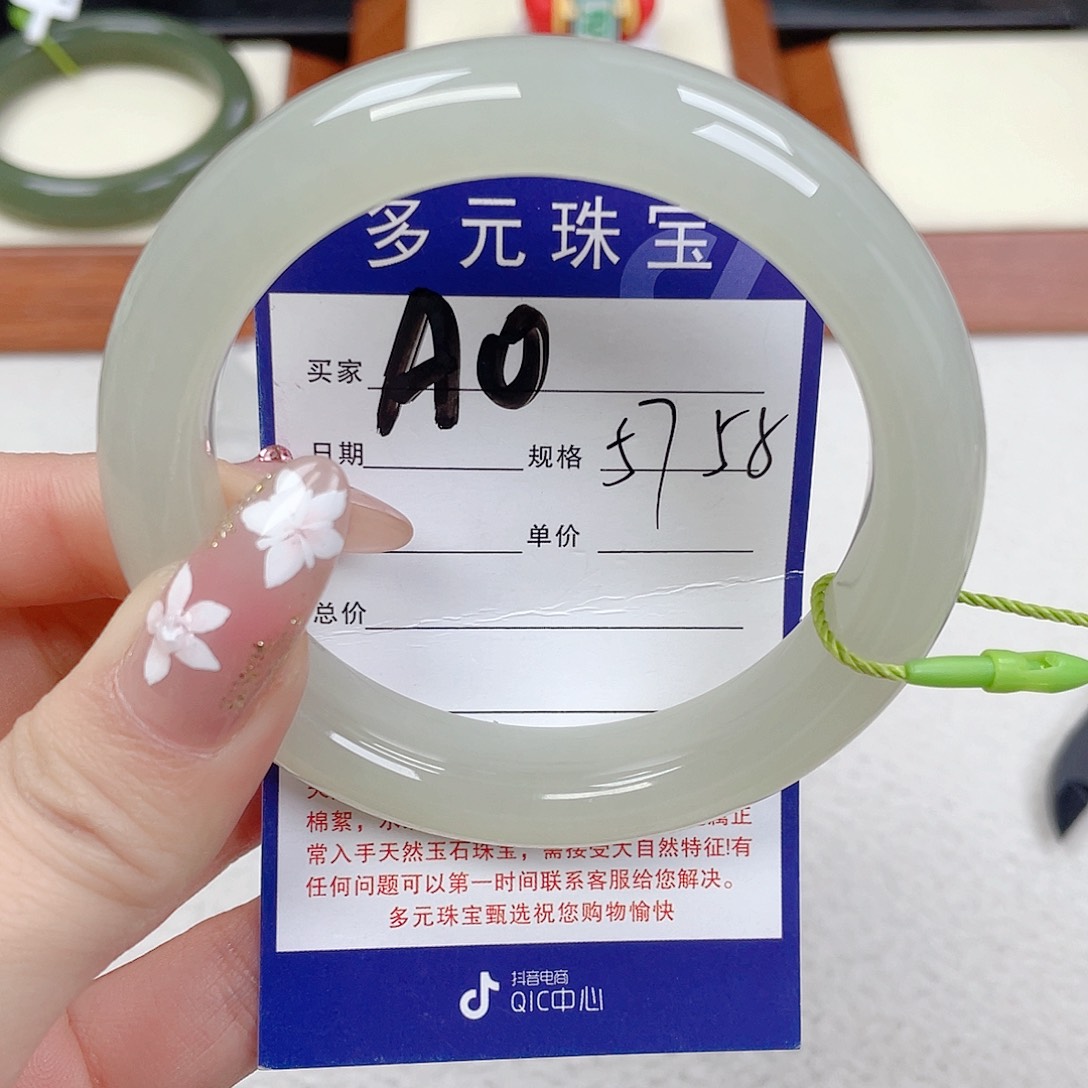 多元珠宝
买家 A0
日期 规格 57 58
单价
总价
棉絮，
常入手天然玉石珠宝，需接受大自然特征!有
任何问题可以第一时间联系客服给您解决。
多元珠宝甄选祝您购物愉快
抖音电商
QIC中心